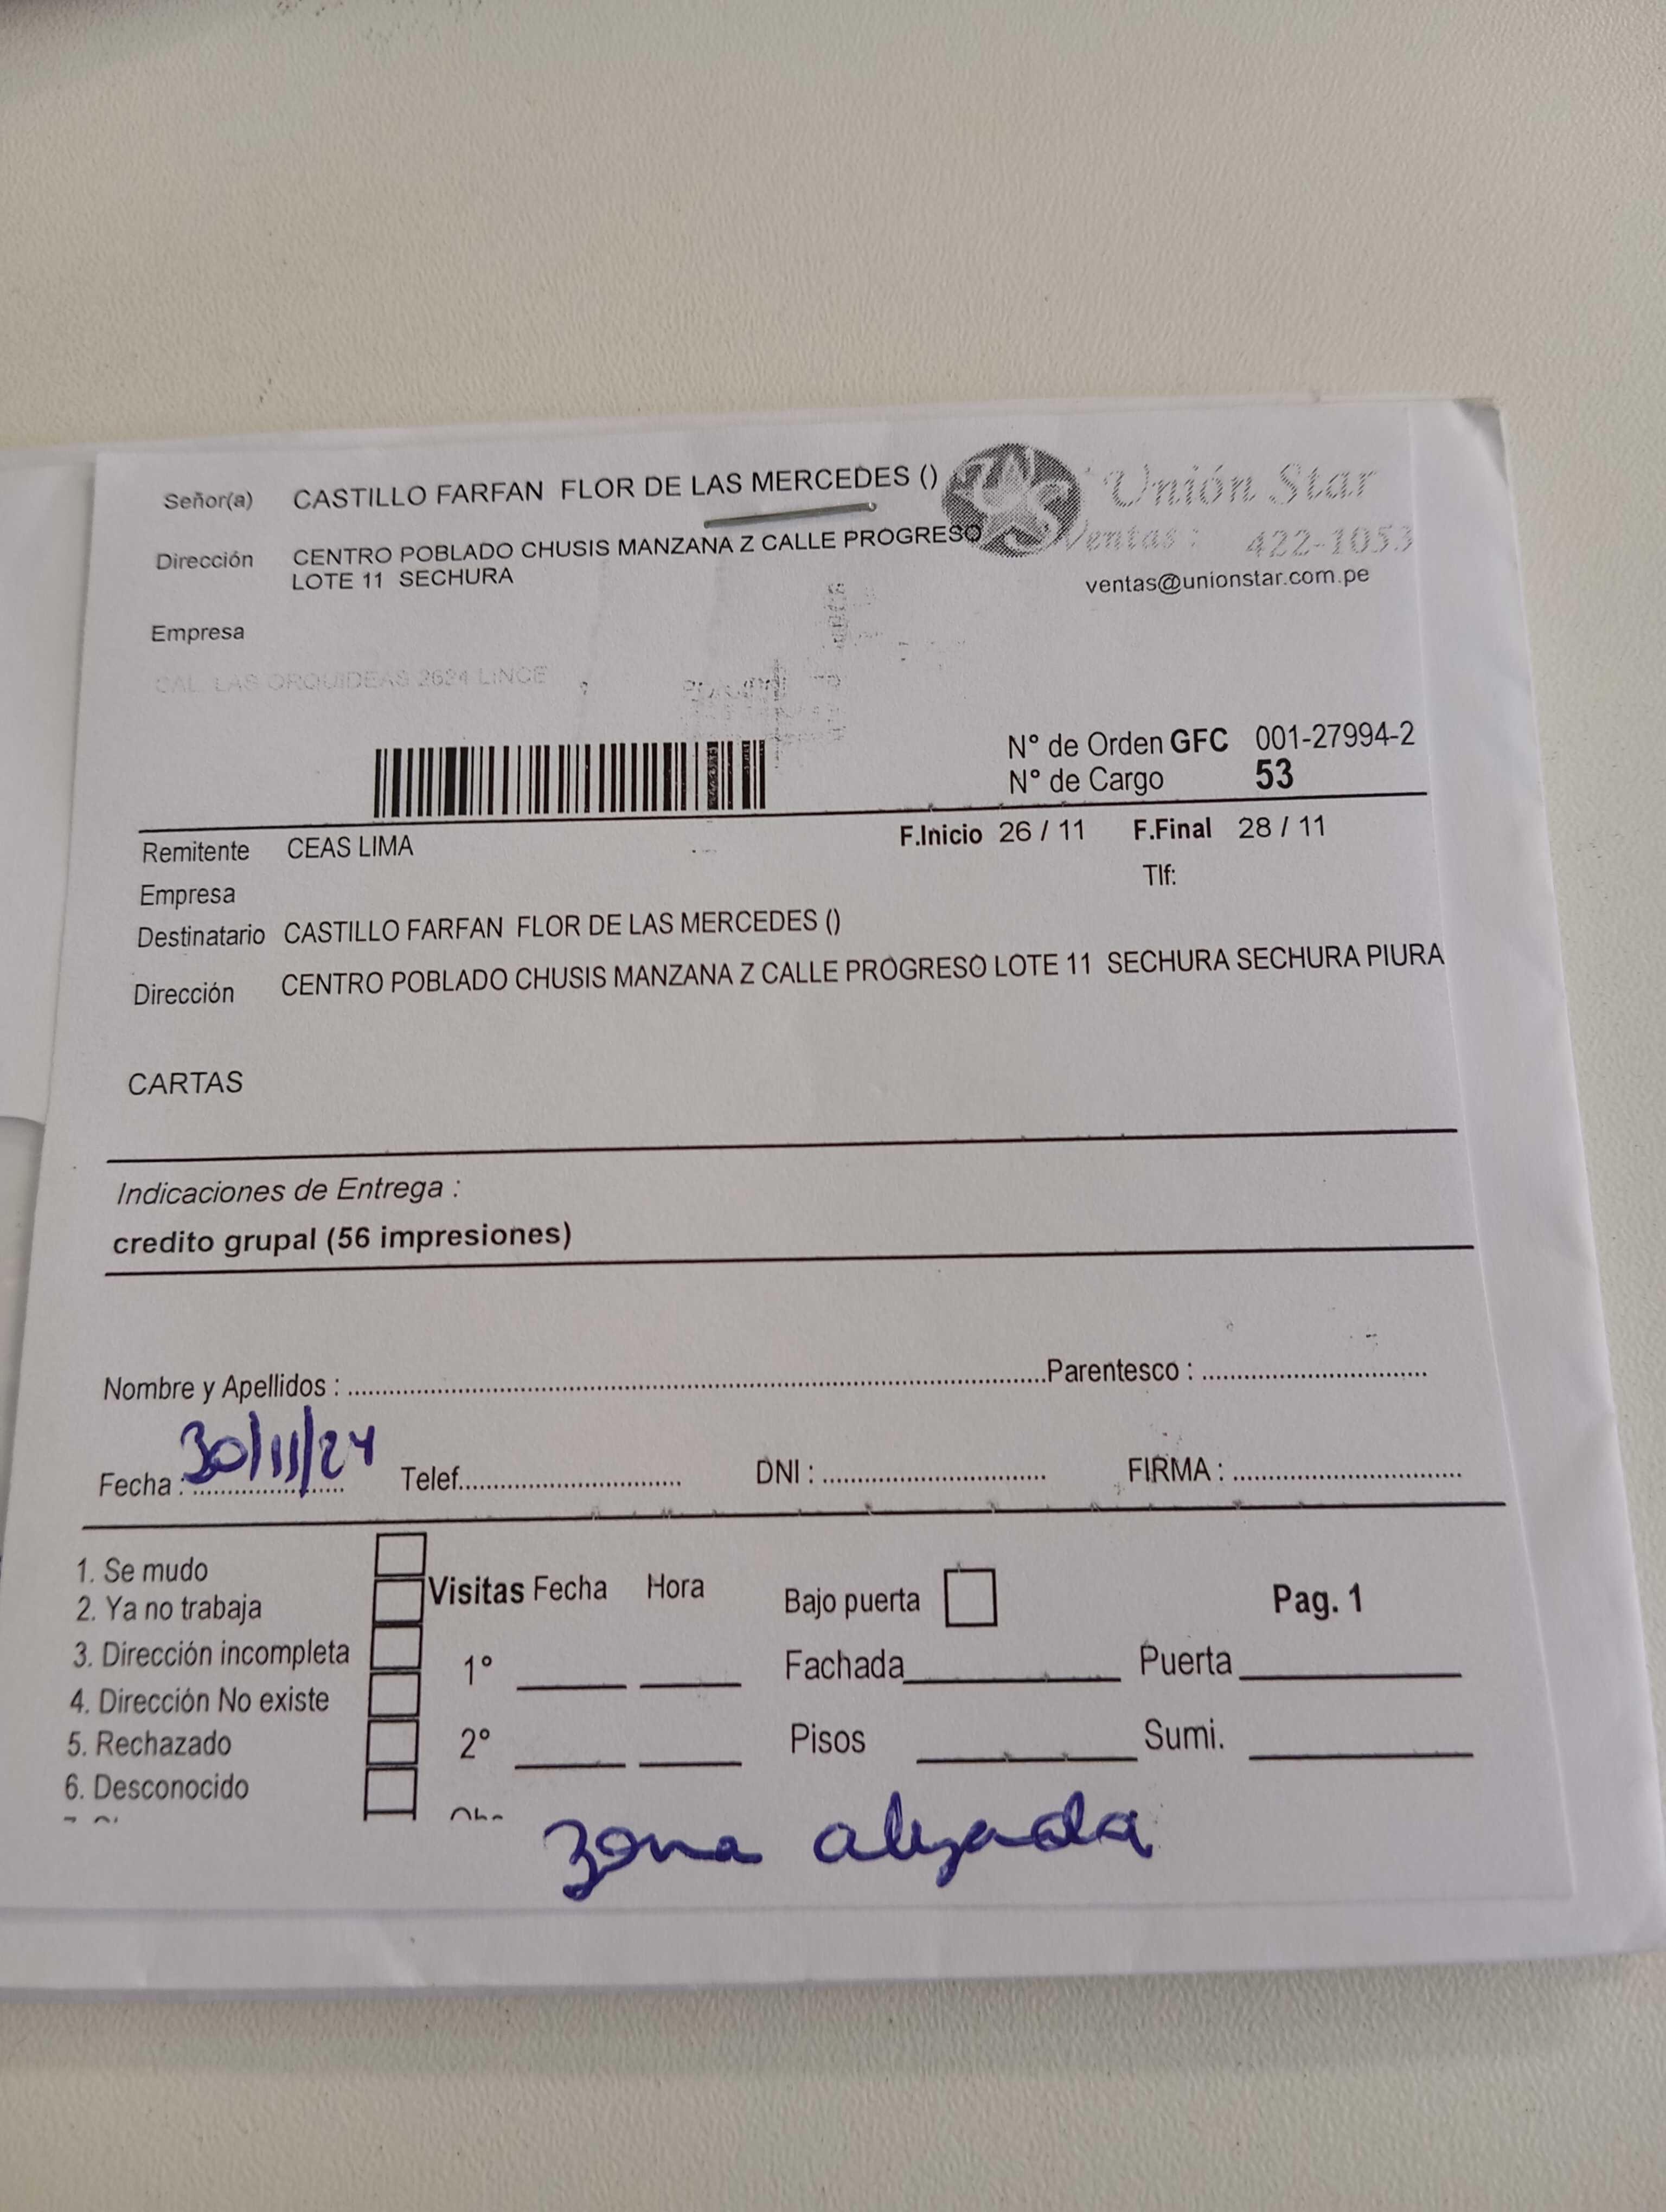 Señor(a) CASTILLO FARFAN FLOR DE LAS MERCEDES ()
Unión Star
Dirección CENTRO POBLADO CHUSIS MANZANA Z CALLE PROGRESO
LOTE 11 SECHURA
Ventas : 422-1053
ventas@unionstar.com.pe
Empresa
CAL. LAS ORQUIDEAS 2624 LINCE
N° de Orden GFC 001-27994-2
N° de Cargo 53
Remitente CEAS LIMA F.Inicio 26 / 11 F.Final 28 / 11
Empresa Tlf:
Destinatario CASTILLO FARFAN FLOR DE LAS MERCEDES ()
Dirección CENTRO POBLADO CHUSIS MANZANA Z CALLE PROGRESO LOTE 11 SECHURA SECHURA PIURA
CARTAS
Indicaciones de Entrega :
credito grupal (56 impresiones)
Nombre y Apellidos : Parentesco :
Fecha : 30/11/24 Telef. DNI : FIRMA :
1. Se mudo
2. Ya no trabaja
3. Dirección incompleta
4. Dirección No existe
5. Rechazado
6. Desconocido
Visitas Fecha Hora
1°
2°
Bajo puerta Pag. 1
Fachada Puerta
Pisos Sumi.
zona alejada